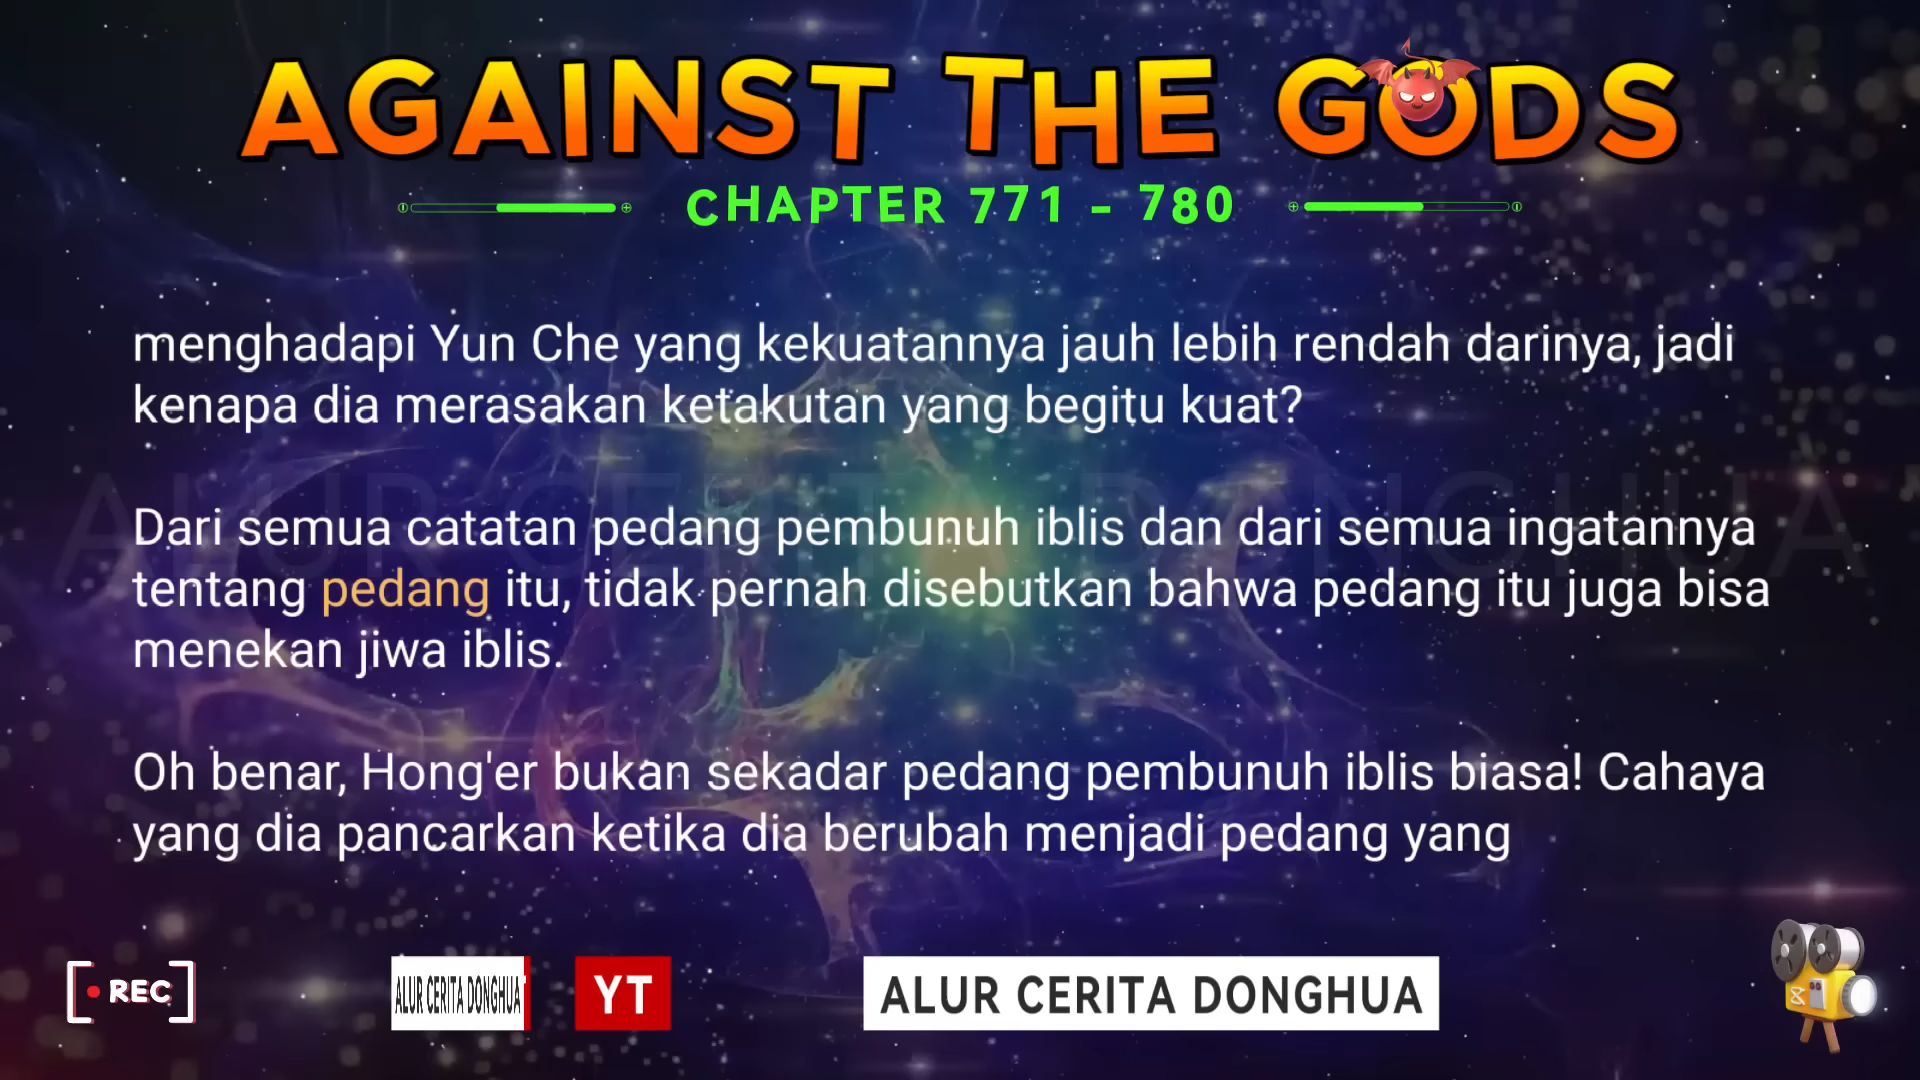 AGAINST THE GODS
CHAPTER 771 - 780
menghadapi Yun Che yang kekuatannya jauh lebih rendah darinya, jadi
kenapa dia merasakan ketakutan yang begitu kuat?
ALUR CERITA DONGHUA
Dari semua catatan pedang pembunuh iblis dan dari semua ingatannya
tentang pedang itu, tidak pernah disebutkan bahwa pedang itu juga bisa
menekan jiwa iblis.
Oh benar, Hong'er bukan sekadar pedang pembunuh iblis biasa! Cahaya
yang dia pancarkan ketika dia berubah menjadi pedang yang
REC
ALUR CERITA DONGHUA
YT
ALUR CERITA DONGHUA